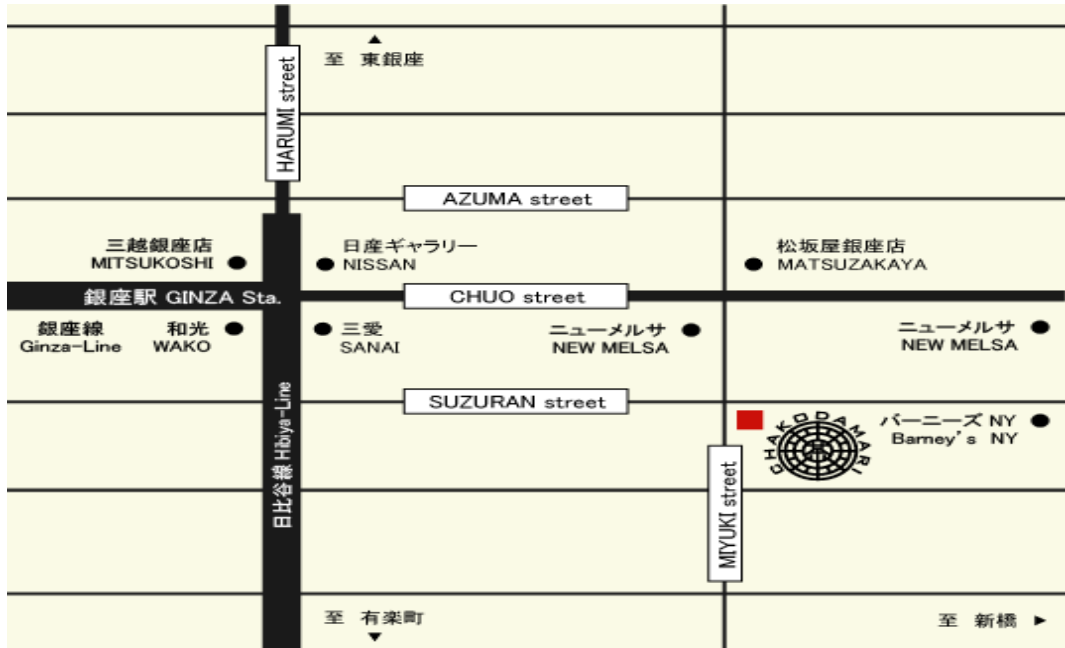 至 東銀座
HARUMI street
AZUMA street
三越銀座店
MITSUKOSHI
日産ギャラリー
NISSAN
松坂屋銀座店
MATSUZAKAYA
銀座駅 GINZA Sta.
CHUO street
銀座線
Ginza-Line
和光
WAKO
三愛
SANAI
ニューメルサ
NEW MELSA
ニューメルサ
NEW MELSA
日比谷線 Hibiya-Line
SUZURAN street
CHAKODAMARI
バーニーズ NY
Barney's NY
MIYUKI street
至 有楽町
至 新橋